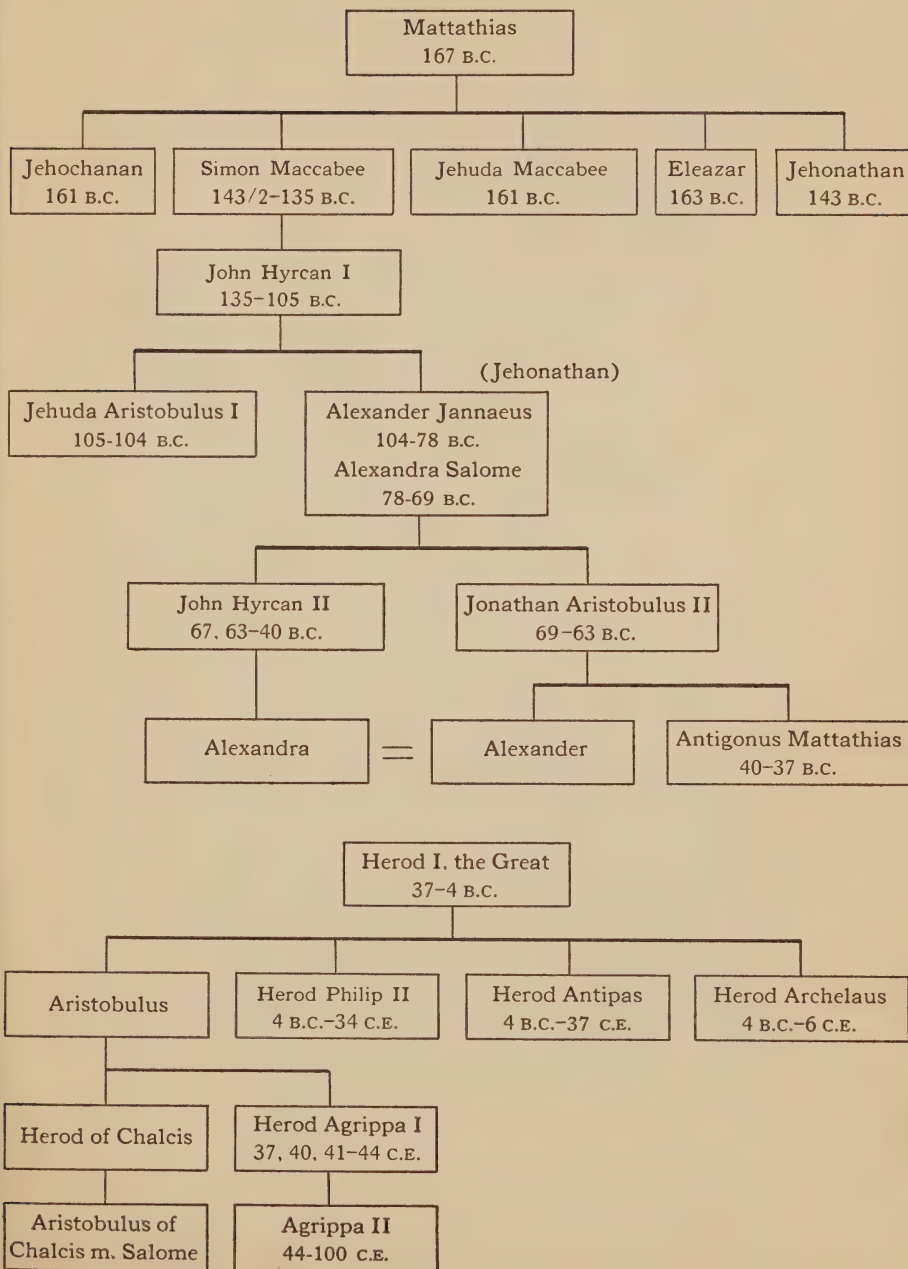 Mattathias
167 B.C.
Jehochanan
161 B.C.
Simon Maccabee
143/2–135 B.C.
Jehuda Maccabee
161 B.C.
Eleazar
163 B.C.
Jehonathan
143 B.C.
John Hyrcan I
135–105 B.C.
(Jehonathan)
Jehuda Aristobulus I
105-104 B.C.
Alexander Jannaeus
104-78 B.C.
Alexandra Salome
78-69 B.C.
John Hyrcan II
67, 63–40 B.C.
Jonathan Aristobulus II
69–63 B.C.
Alexandra
=
Alexander
Antigonus Mattathias
40–37 B.C.
Herod I, the Great
37–4 B.C.
Aristobulus
Herod Philip II
4 B.C.–34 C.E.
Herod Antipas
4 B.C.–37 C.E.
Herod Archelaus
4 B.C.–6 C.E.
Herod of Chalcis
Herod Agrippa I
37, 40, 41–44 C.E.
Aristobulus of
Chalcis m. Salome
Agrippa II
44-100 C.E.